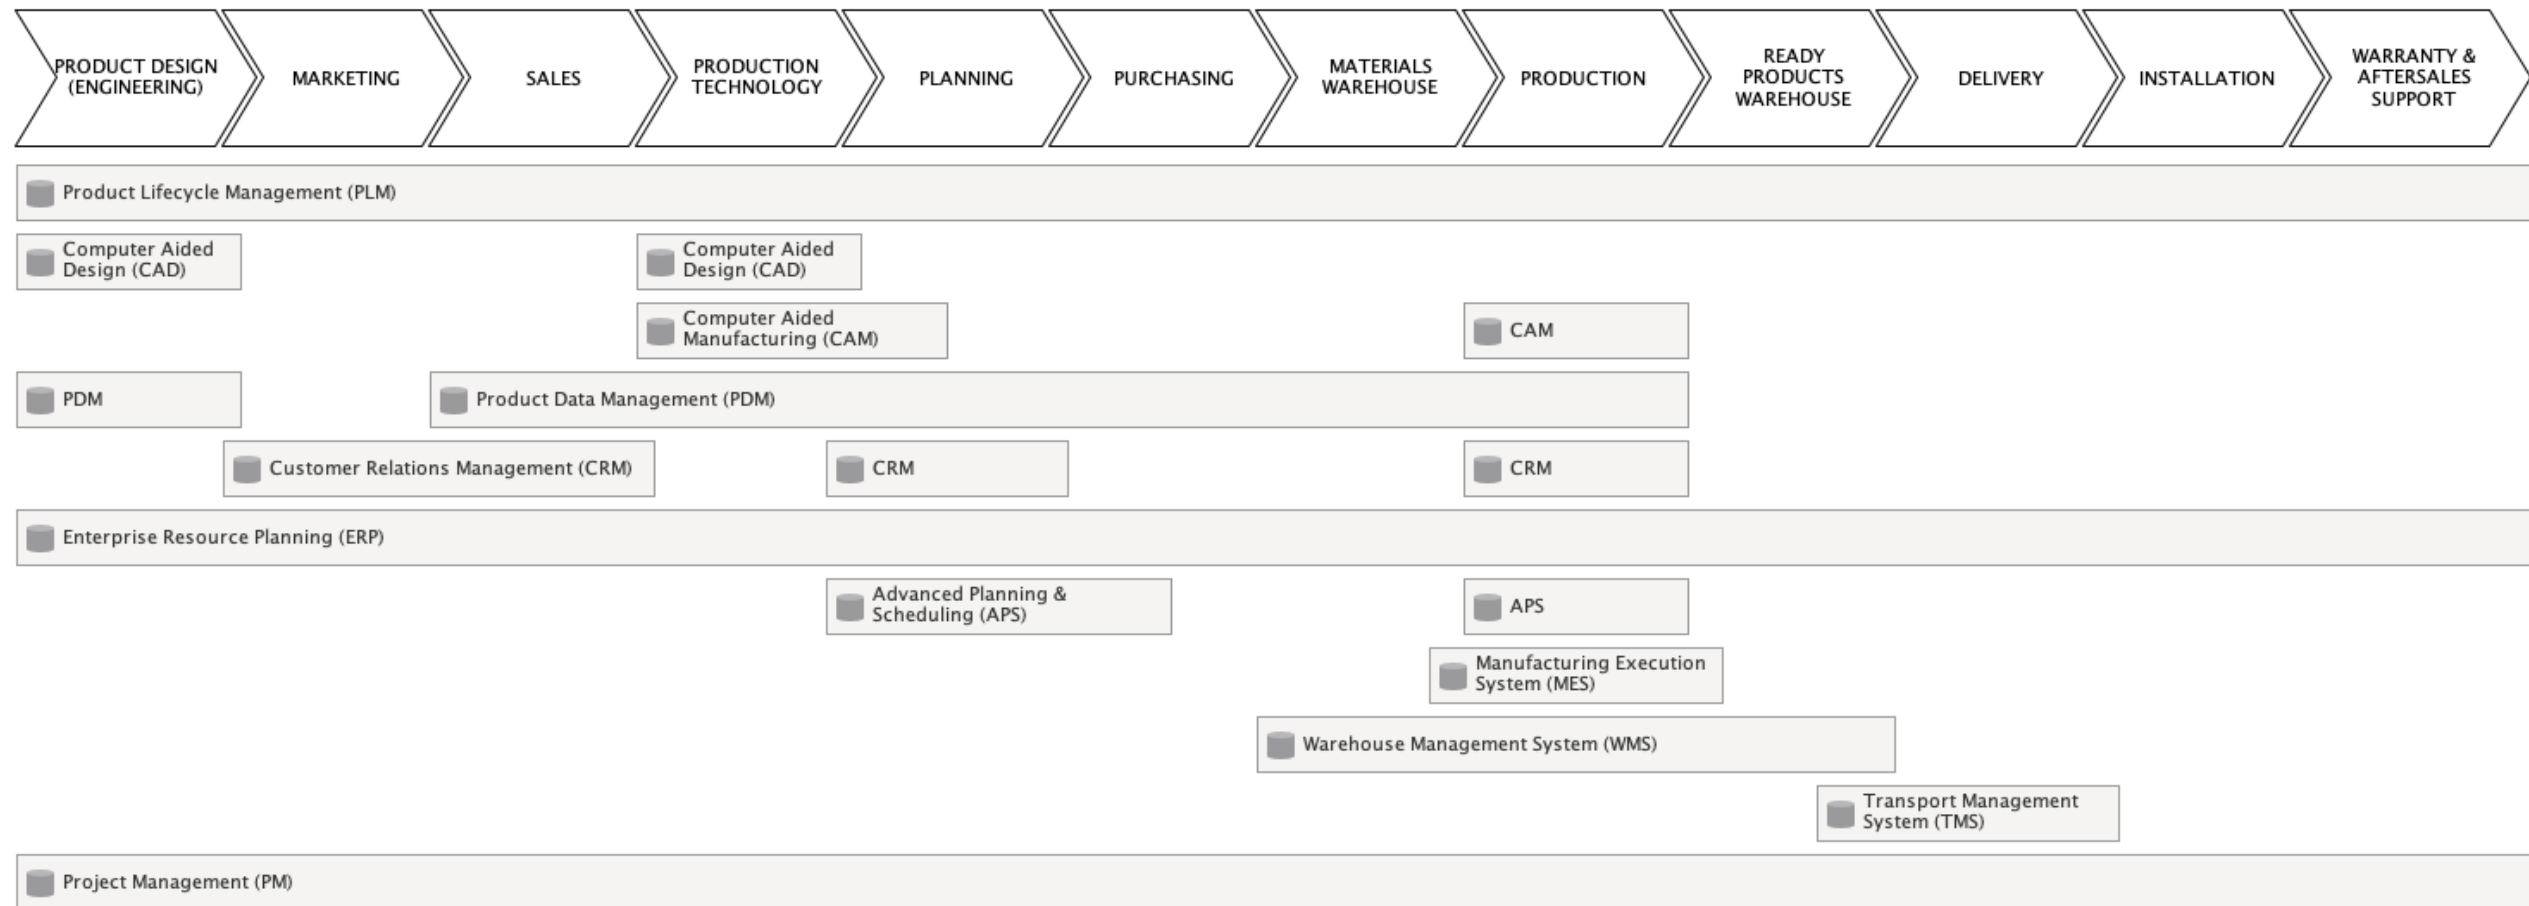 PRODUCT DESIGN
(ENGINEERING)
MARKETING
SALES
PRODUCTION
TECHNOLOGY
PLANNING
PURCHASING
MATERIALS
WAREHOUSE
PRODUCTION
READY
PRODUCTS
WAREHOUSE
DELIVERY
INSTALLATION
WARRANTY &
AFTERSALES
SUPPORT
Product Lifecycle Management (PLM)
Computer Aided
Design (CAD)
Computer Aided
Design (CAD)
Computer Aided
Manufacturing (CAM)
CAM
PDM
Product Data Management (PDM)
Customer Relations Management (CRM)
CRM
CRM
Enterprise Resource Planning (ERP)
Advanced Planning &
Scheduling (APS)
APS
Manufacturing Execution
System (MES)
Warehouse Management System (WMS)
Transport Management
System (TMS)
Project Management (PM)